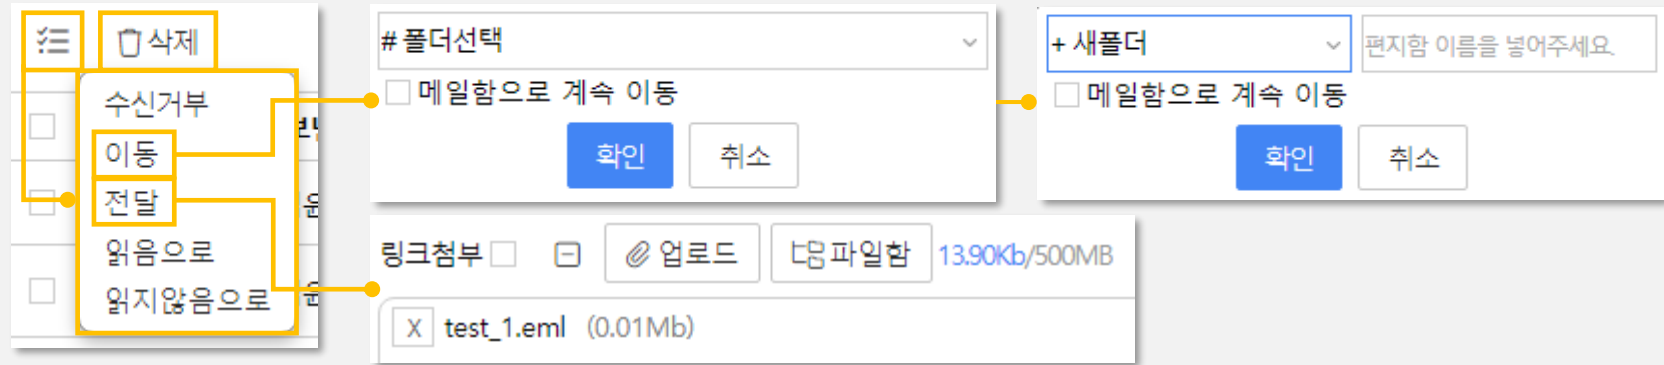 삭제
수신거부
이동
전달
읽음으로
읽지않음으로
# 폴더선택
메일함으로 계속 이동
확인 취소
+ 새폴더 편지함 이름을 넣어주세요.
메일함으로 계속 이동
확인 취소
링크첨부 업로드 파일함 13.90Kb/500MB
X test_1.eml (0.01Mb)